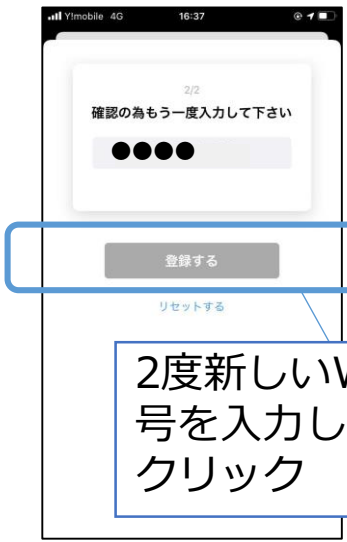 Y!mobile 4G 16:37
2/2
確認の為もう一度入力して下さい
登録する
リセットする
2度新しい
号を入力し
クリック